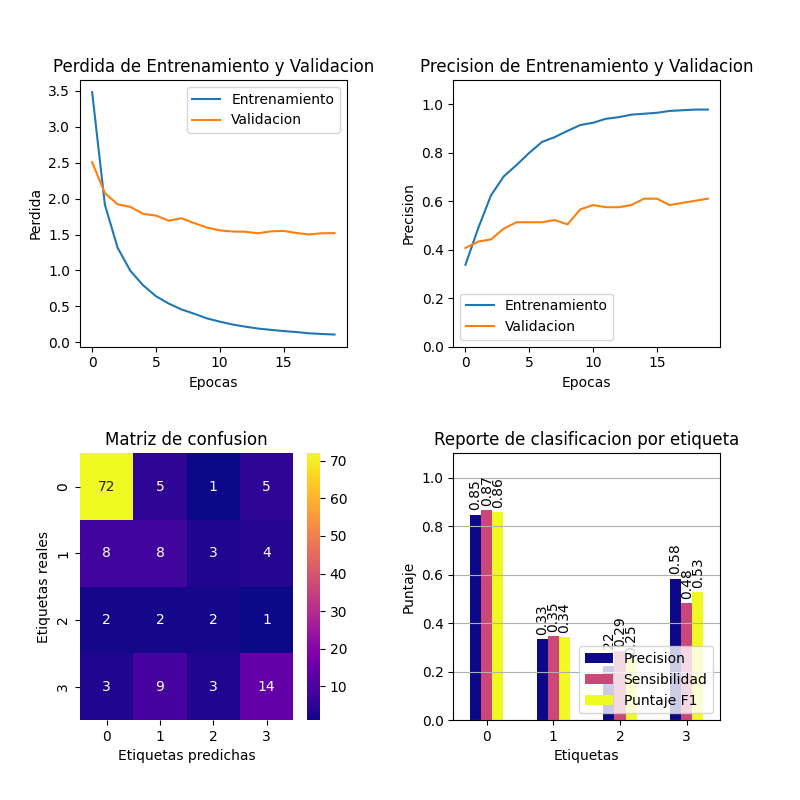 Perdida de Entrenamiento y Validacion
3.5
3.0
2.5
2.0
1.5
1.0
0.5
0.0
Perdida
Entrenamiento
Validacion
0 5 10 15
Epocas
Precision de Entrenamiento y Validacion
1.0
0.8
0.6
0.4
0.2
0.0
Precision
Entrenamiento
Validacion
0 5 10 15
Epocas
Matriz de confusion
Etiquetas reales
0 72 5 1 5
1 8 8 3 4
2 2 2 2 1
3 3 9 3 14
0 1 2 3
Etiquetas predichas
70
60
50
40
30
20
10
Reporte de clasificacion por etiqueta
1.0
0.8
0.6
0.4
0.2
0.0
Puntaje
0.85 0.87 0.86
0.33 0.35 0.34
0.29
0.58 0.48 0.53
Precision
Sensibilidad
Puntaje F1
0 1 2 3
Etiquetas